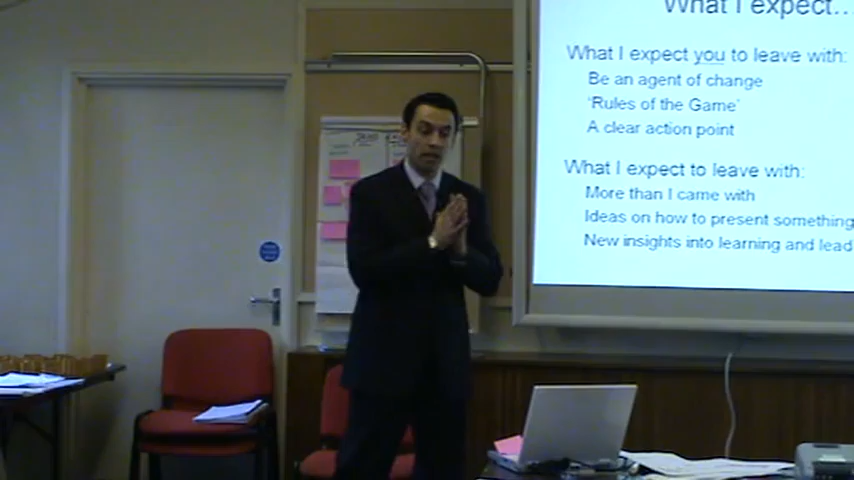 What I expect...
What I expect you to leave with:
Be an agent of change
'Rules of the Game'
A clear action point
What I expect to leave with:
More than I came with
Ideas on how to present something
New insights into learning and lead